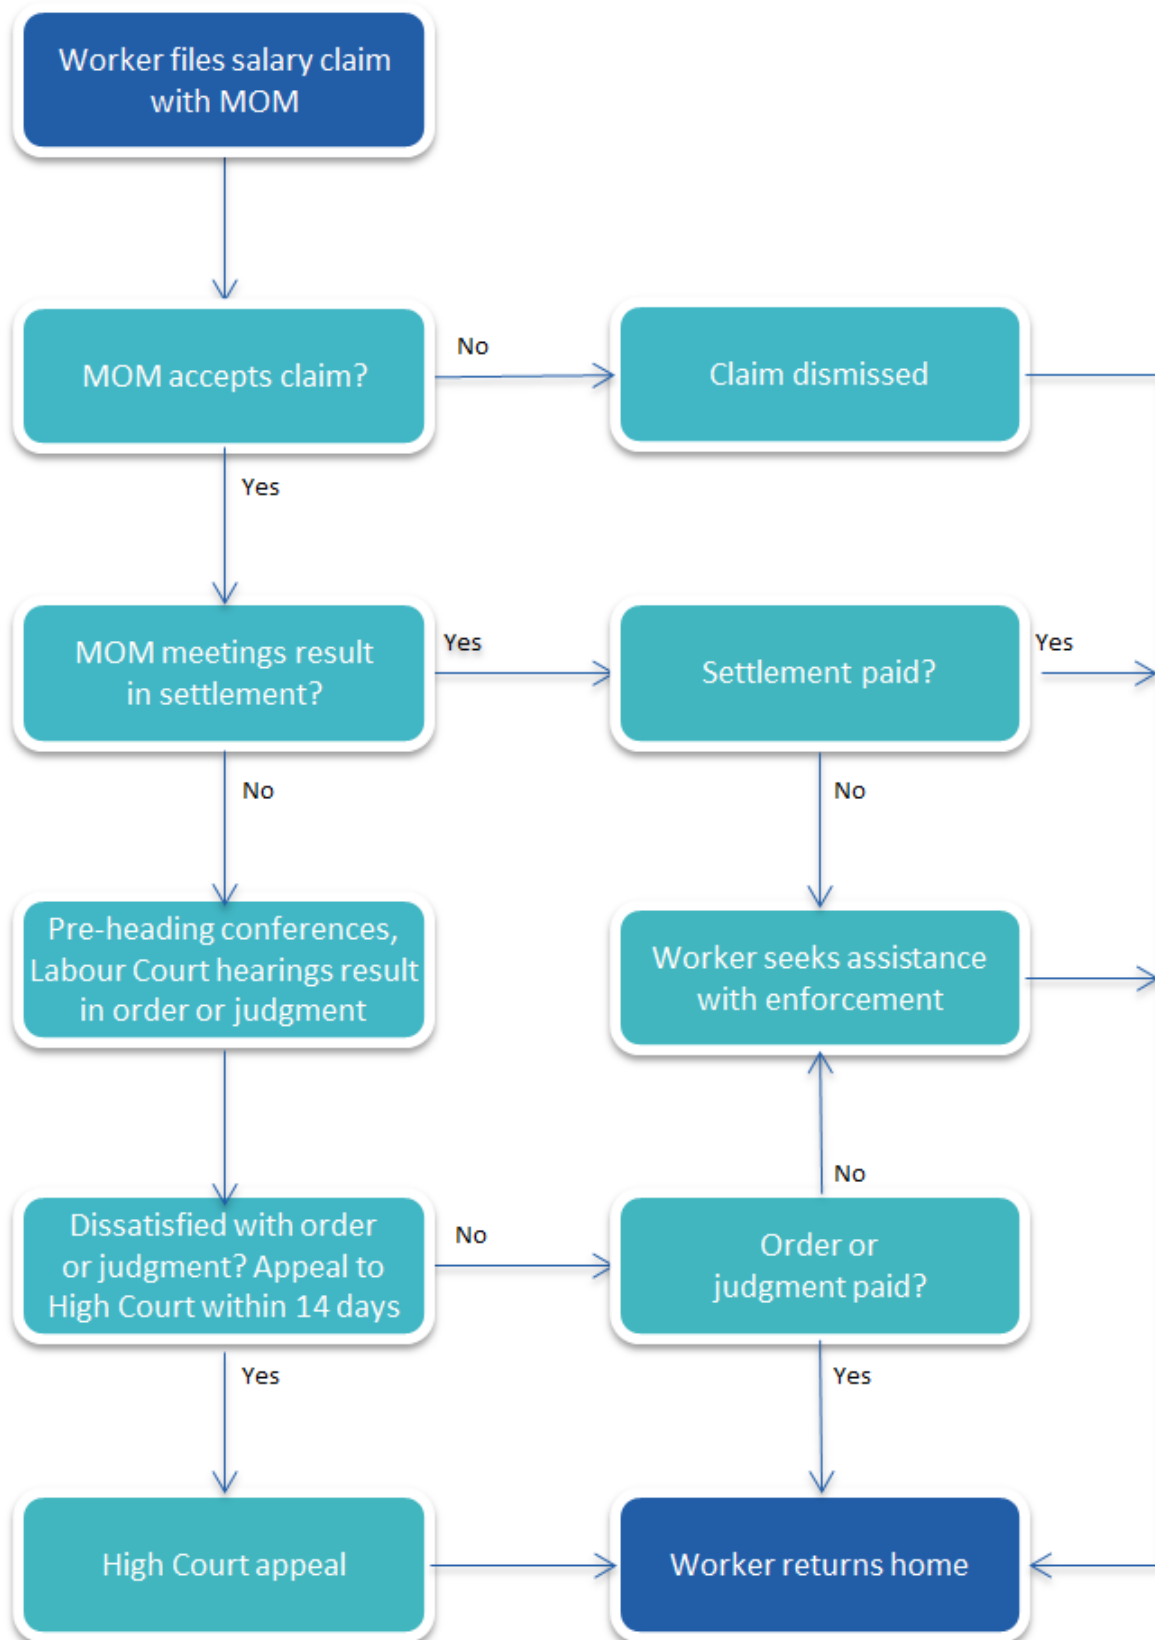 Worker files salary claim
with MOM
MOM accepts claim?
No
Claim dismissed
Yes
MOM meetings result
in settlement?
Yes
Settlement paid?
Yes
No
No
Pre-heading conferences,
Labour Court hearings result
in order or judgment
Worker seeks assistance
with enforcement
No
Dissatisfied with order
or judgment? Appeal to
High Court within 14 days
No
Order or
judgment paid?
Yes
Yes
High Court appeal
Worker returns home